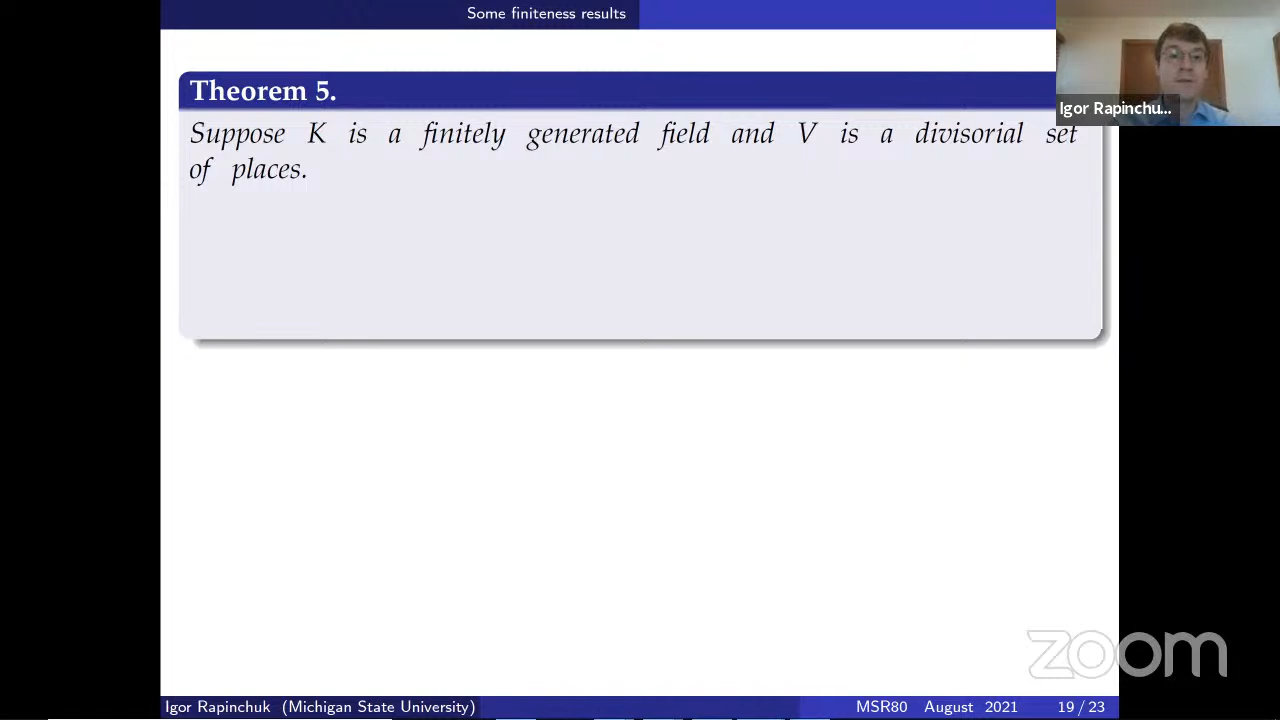 Some finiteness results
Theorem 5.
Igor Rapinchu...
Suppose K is a finitely generated field and V is a divisorial set
of places.
zoom
Igor Rapinchuk (Michigan State University)
MSR80 August 2021
19 / 23